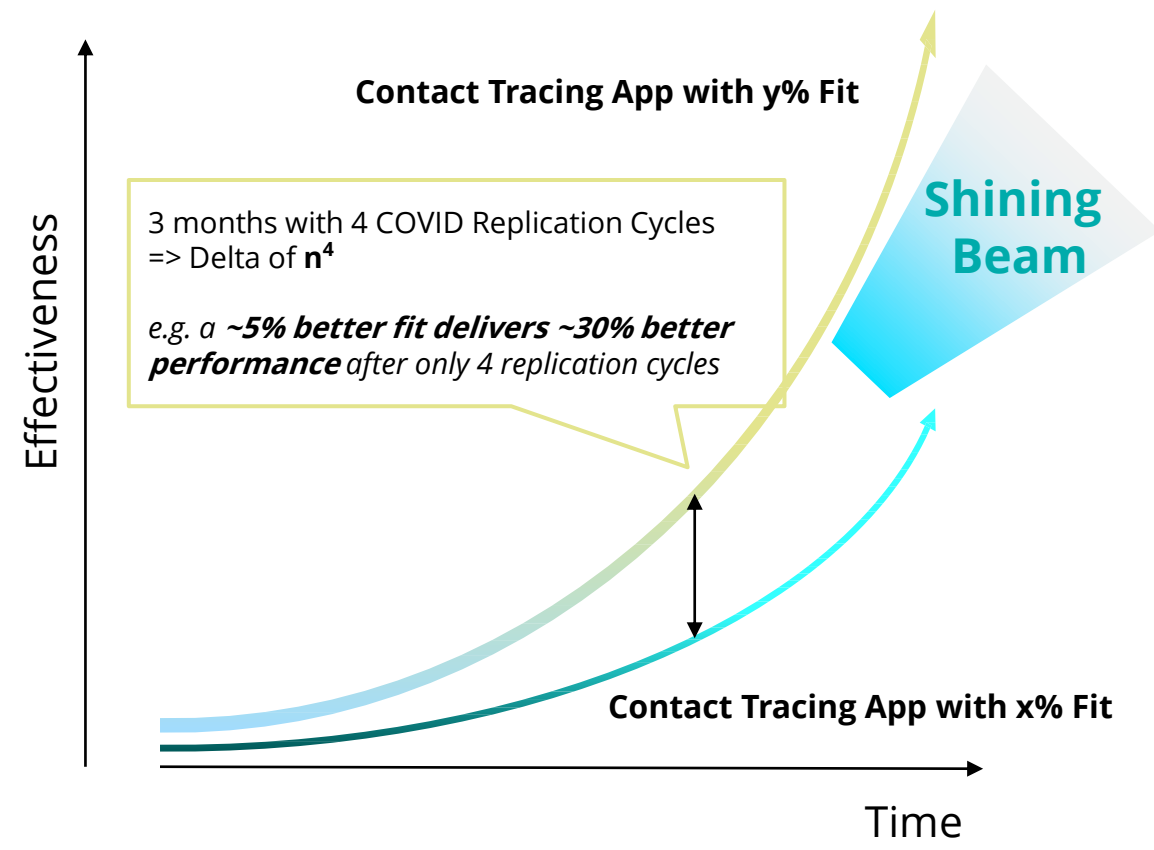 Contact Tracing App with y% Fit
Shining
Beam
3 months with 4 COVID Replication Cycles
=> Delta of n⁴
e.g. a ~5% better fit delivers ~30% better
performance after only 4 replication cycles
Effectiveness
Contact Tracing App with x% Fit
Time